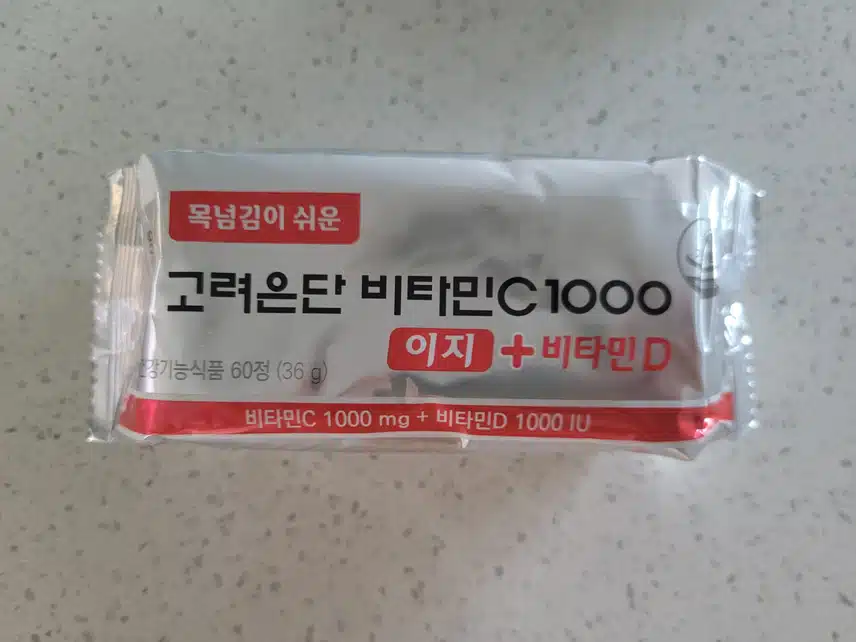 목넘김이 쉬운
고려은단 비타민C1000
이지 + 비타민 D
건강기능식품 60정 (36 g)
비타민C 1000 mg + 비타민D 1000 IU